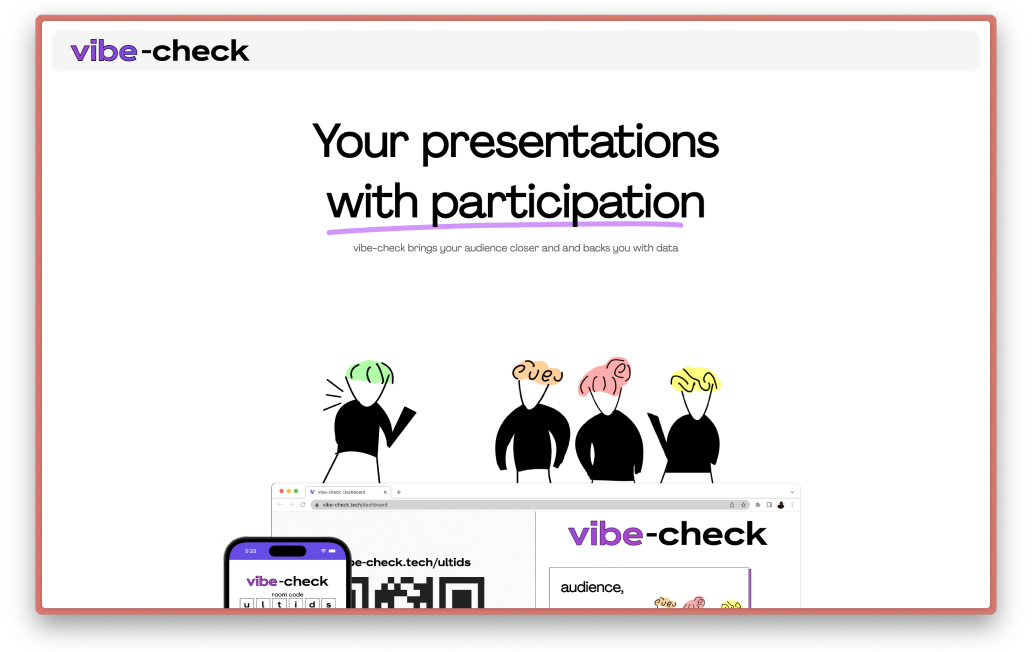 vibe-check
Your presentations
with participation
vibe-check brings your audience closer and and backs you with data
vibe-check: Dashboard
vibe-check.tech/dashboard
vibe-check
5:33
be-check.tech/ultids
vibe-check
room code
u l t i d s
audience,